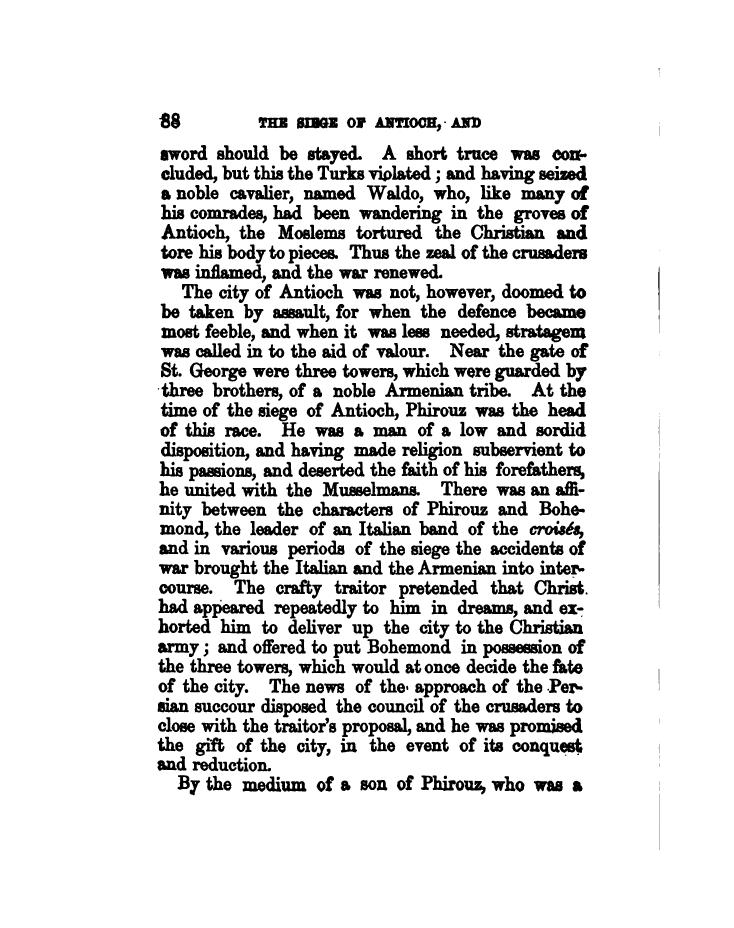 88 THE SIEGE OF ANTIOCH, AND
sword should be stayed. A short truce was con-
cluded, but this the Turks violated ; and having seized
a noble cavalier, named Waldo, who, like many of
his comrades, had been wandering in the groves of
Antioch, the Moslems tortured the Christian and
tore his body to pieces. Thus the zeal of the crusaders
was inflamed, and the war renewed.
The city of Antioch was not, however, doomed to
be taken by assault, for when the defence became
most feeble, and when it was less needed, stratagem
was called in to the aid of valour. Near the gate of
St. George were three towers, which were guarded by
three brothers, of a noble Armenian tribe. At the
time of the siege of Antioch, Phirouz was the head
of this race. He was a man of a low and sordid
disposition, and having made religion subservient to
his passions, and deserted the faith of his forefathers,
he united with the Musselmans. There was an affi-
nity between the characters of Phirouz and Bohe-
mond, the leader of an Italian band of the croisés,
and in various periods of the siege the accidents of
war brought the Italian and the Armenian into inter-
course. The crafty traitor pretended that Christ
had appeared repeatedly to him in dreams, and ex-
horted him to deliver up the city to the Christian
army ; and offered to put Bohemond in possession of
the three towers, which would at once decide the fate
of the city. The news of the approach of the Per-
sian succour disposed the council of the crusaders to
close with the traitor's proposal, and he was promised
the gift of the city, in the event of its conquest
and reduction.
By the medium of a son of Phirouz, who was a